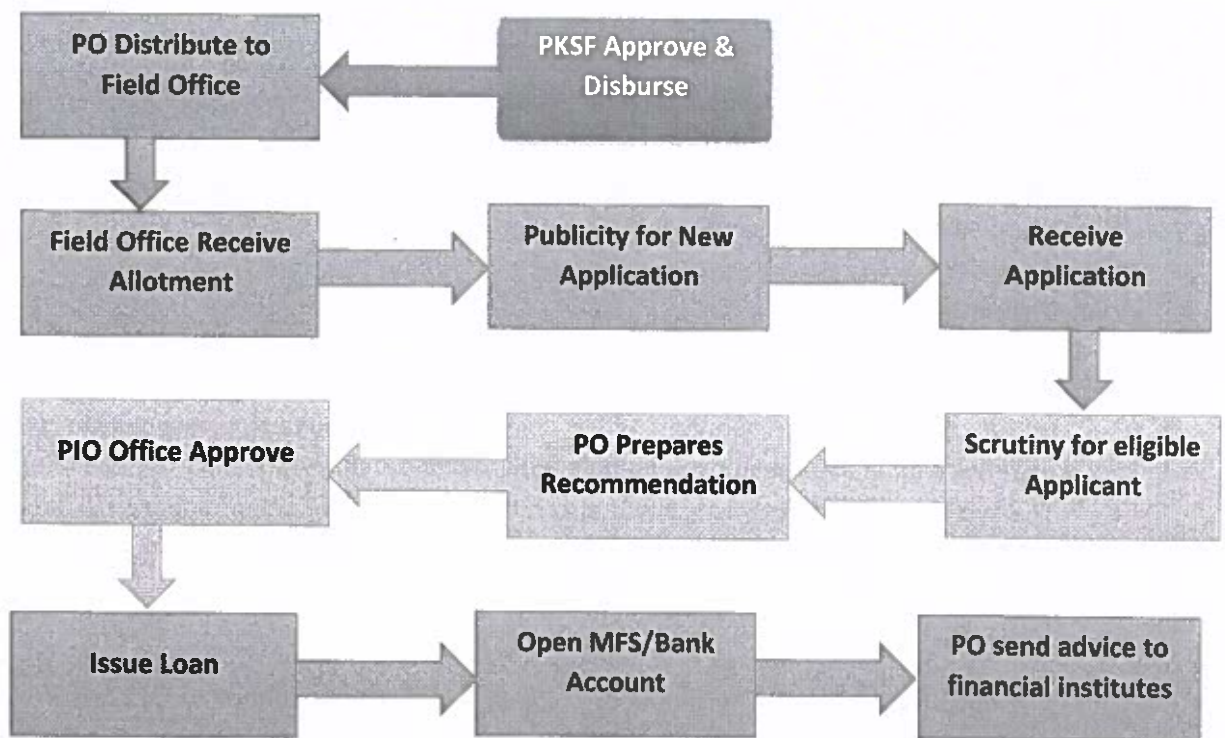 PO Distribute to
Field Office
PKSF Approve &
Disburse
Field Office Receive
Allotment
Publicity for New
Application
Receive
Application
PIO Office Approve
PO Prepares
Recommendation
Scrutiny for eligible
Applicant
Issue Loan
Open MFS/Bank
Account
PO send advice to
financial institutes